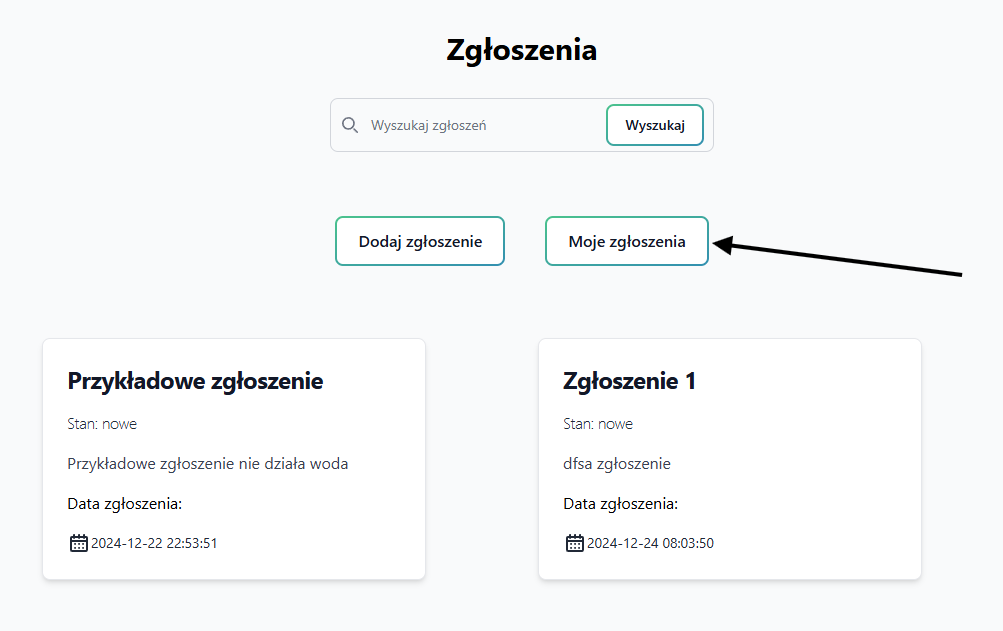 Zgłoszenia
Wyszukaj zgłoszeń
Wyszukaj
Dodaj zgłoszenie
Moje zgłoszenia
Przykładowe zgłoszenie
Stan: nowe
Przykładowe zgłoszenie nie działa woda
Data zgłoszenia:
2024-12-22 22:53:51
Zgłoszenie 1
Stan: nowe
dfsa zgłoszenie
Data zgłoszenia:
2024-12-24 08:03:50